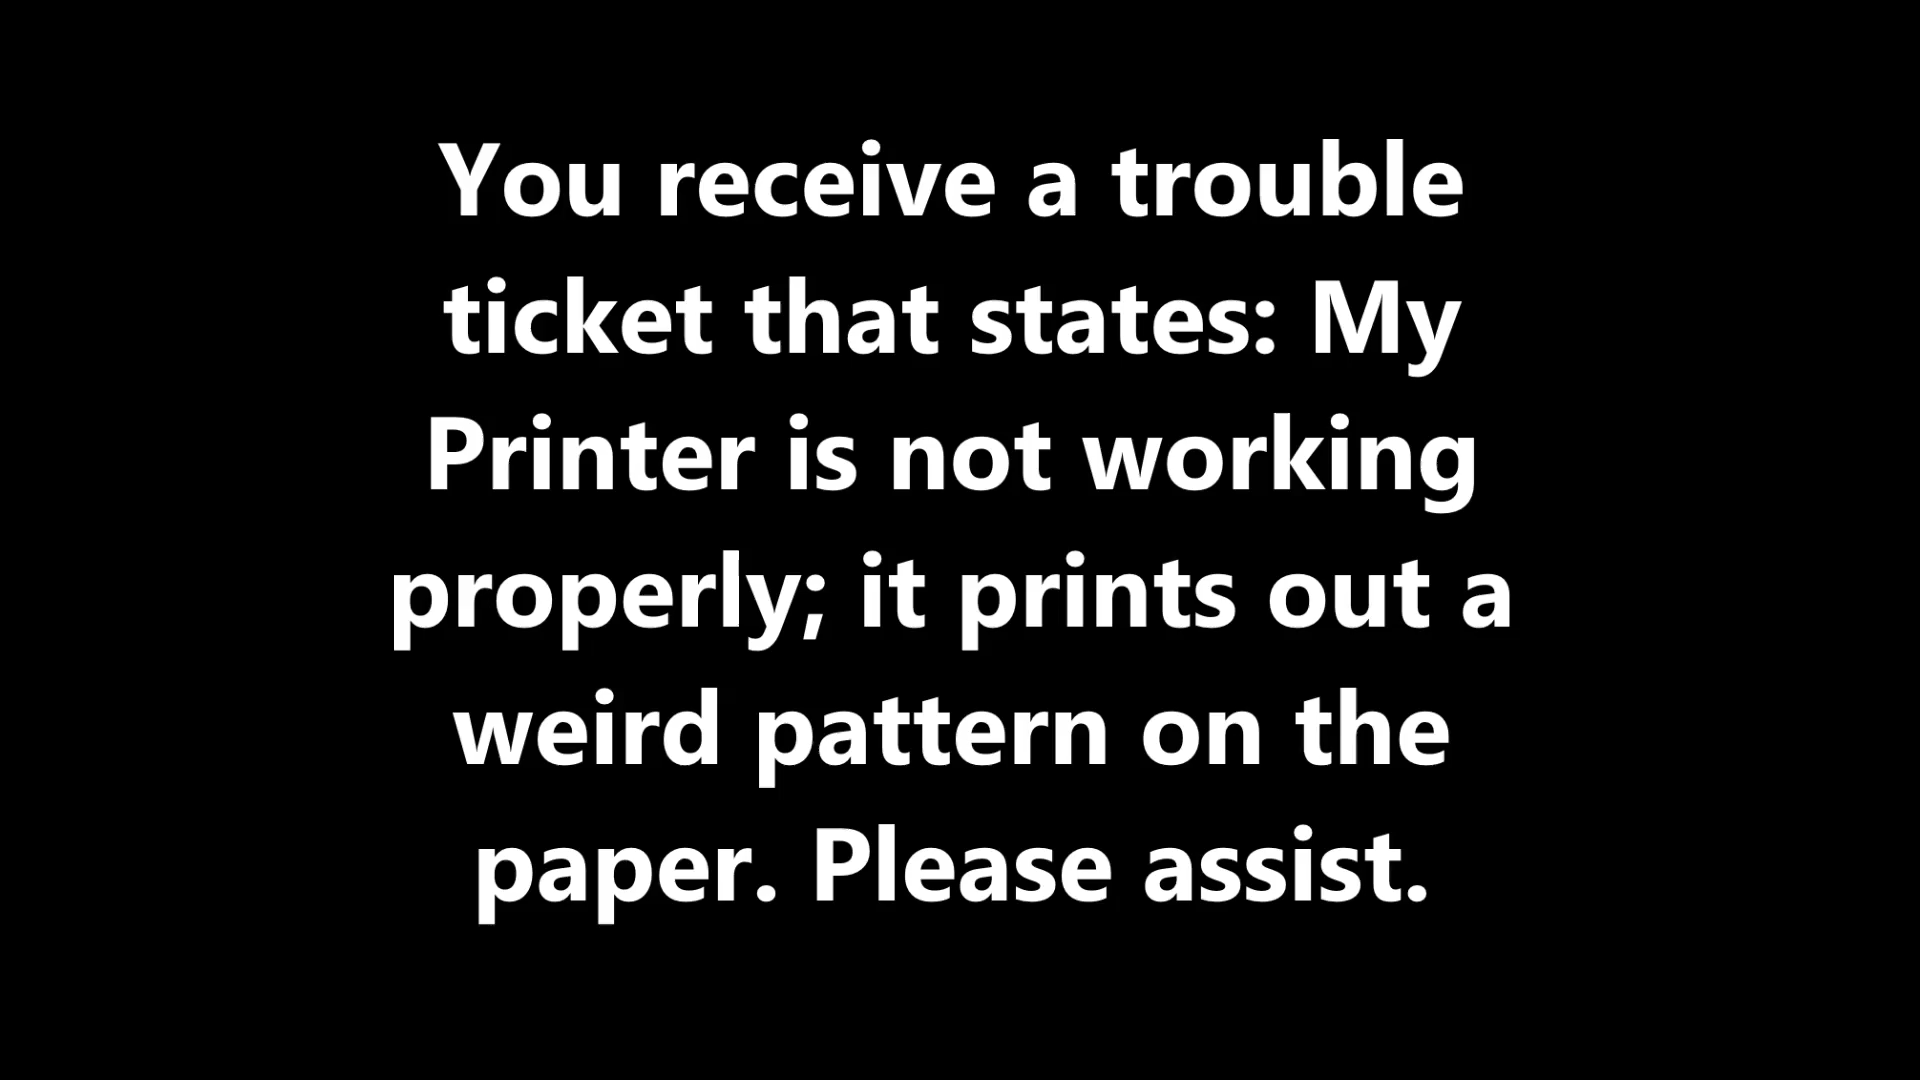 You receive a trouble
ticket that states: My
Printer is not working
properly; it prints out a
weird pattern on the
paper. Please assist.